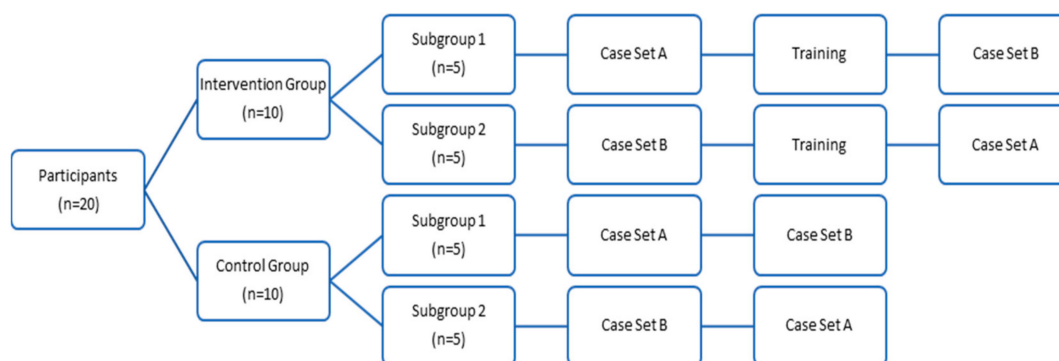 Participants
(n=20)
Intervention Group
(n=10)
Subgroup 1
(n=5)
Case Set A
Training
Case Set B
Subgroup 2
(n=5)
Case Set B
Training
Case Set A
Control Group
(n=10)
Subgroup 1
(n=5)
Case Set A
Case Set B
Subgroup 2
(n=5)
Case Set B
Case Set A